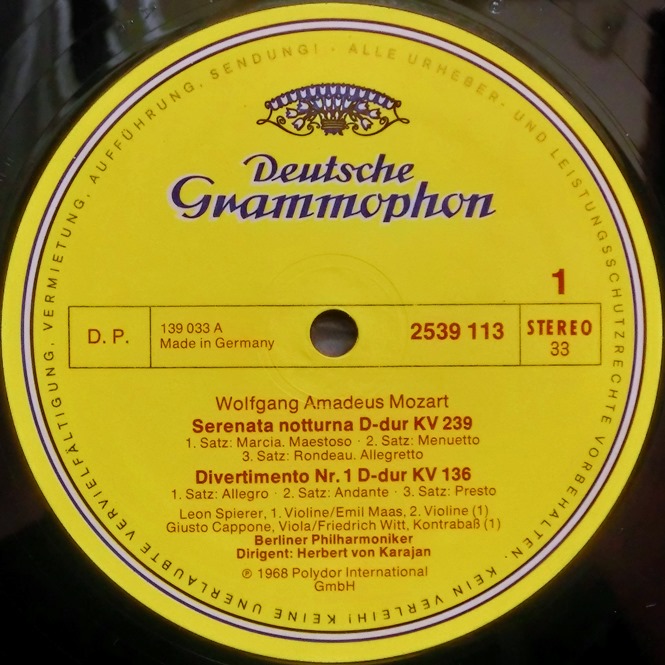 Deutsche
Grammophon
1
D. P.
139 033 A
Made in Germany
2539 113
STEREO
33
Wolfgang Amadeus Mozart
Serenata notturna D-dur KV 239
1. Satz: Marcia. Maestoso · 2. Satz: Menuetto
3. Satz: Rondeau. Allegretto
Divertimento Nr. 1 D-dur KV 136
1. Satz: Allegro · 2. Satz: Andante · 3. Satz: Presto
Leon Spierer, 1. Violine/Emil Maas, 2. Violine (1)
Giusto Cappone, Viola/Friedrich Witt, Kontrabaß (1)
Berliner Philharmoniker
Dirigent: Herbert von Karajan
℗ 1968 Polydor International
GmbH
ALLE URHEBER- UND LEISTUNGSSCHUTZRECHTE VORBEHALTEN. KEIN VERLEIH! KEINE UNERLAUBTE VERVIELFÄLTIGUNG, VERMIETUNG, AUFFÜHRUNG, SENDUNG! ·